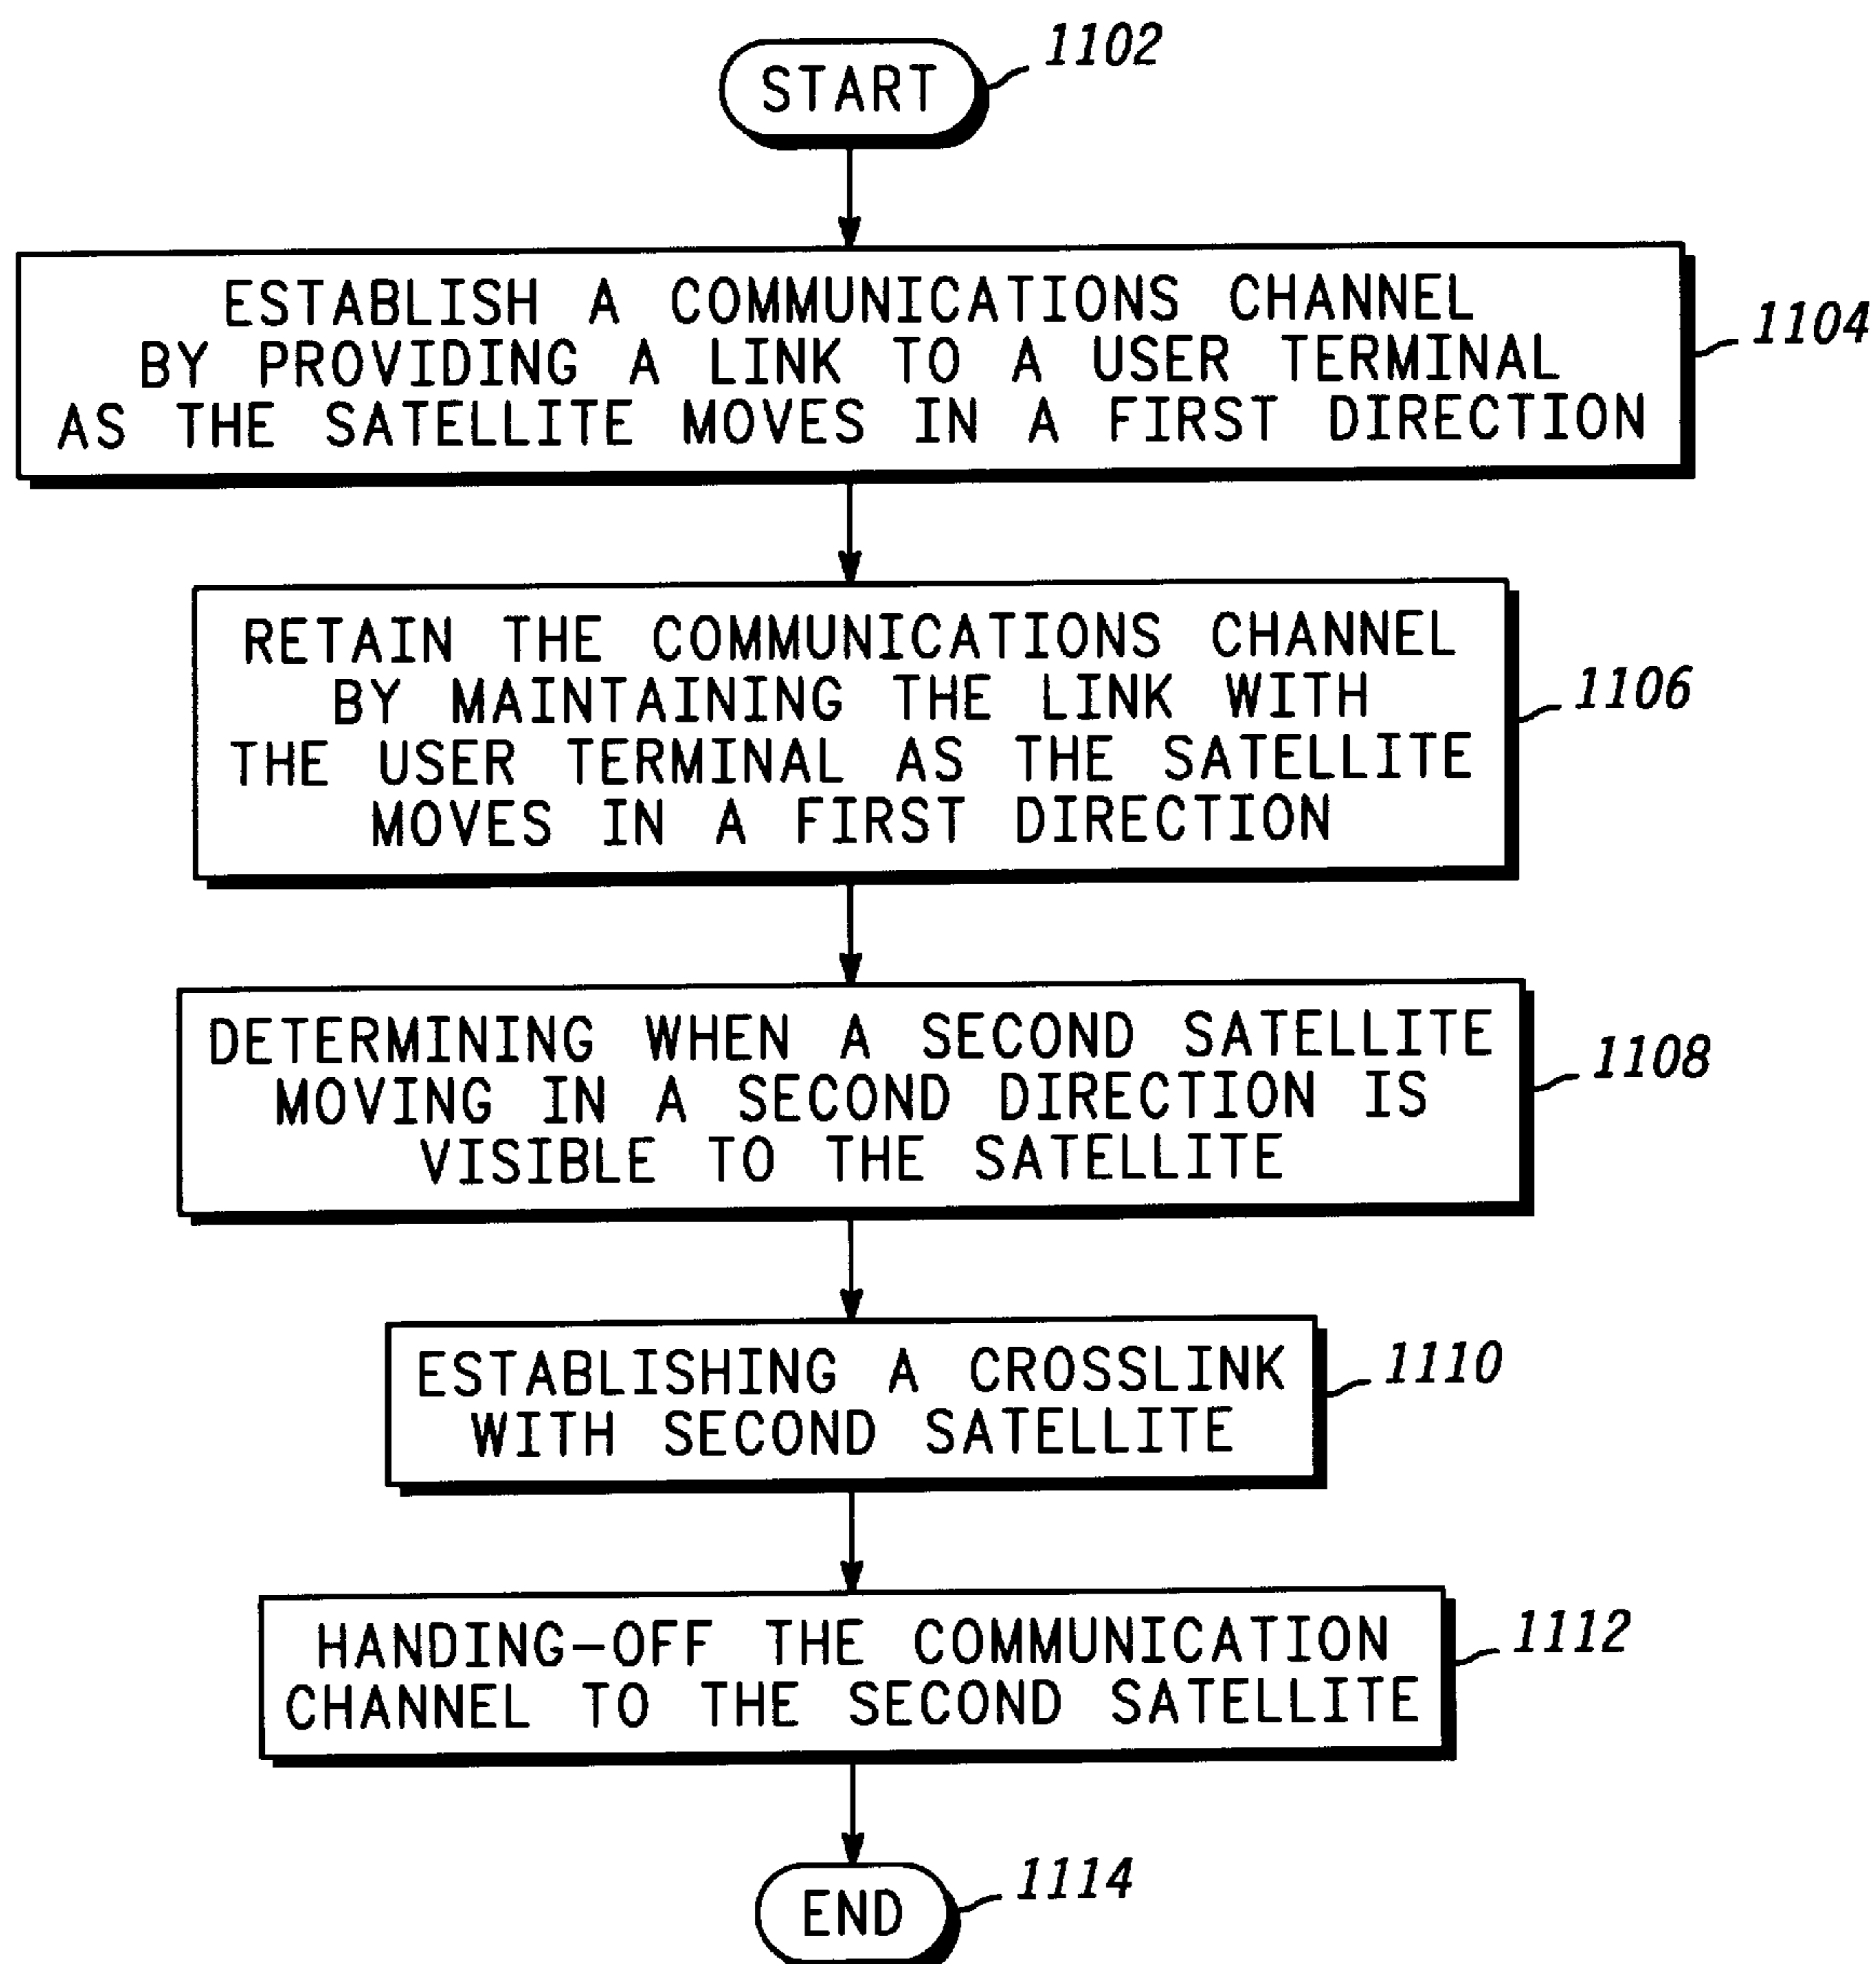 START
1102
ESTABLISH A COMMUNICATIONS CHANNEL
BY PROVIDING A LINK TO A USER TERMINAL
AS THE SATELLITE MOVES IN A FIRST DIRECTION
1104
RETAIN THE COMMUNICATIONS CHANNEL
BY MAINTAINING THE LINK WITH
THE USER TERMINAL AS THE SATELLITE
MOVES IN A FIRST DIRECTION
1106
DETERMINING WHEN A SECOND SATELLITE
MOVING IN A SECOND DIRECTION IS
VISIBLE TO THE SATELLITE
1108
ESTABLISHING A CROSSLINK
WITH SECOND SATELLITE
1110
HANDING-OFF THE COMMUNICATION
CHANNEL TO THE SECOND SATELLITE
1112
END
1114